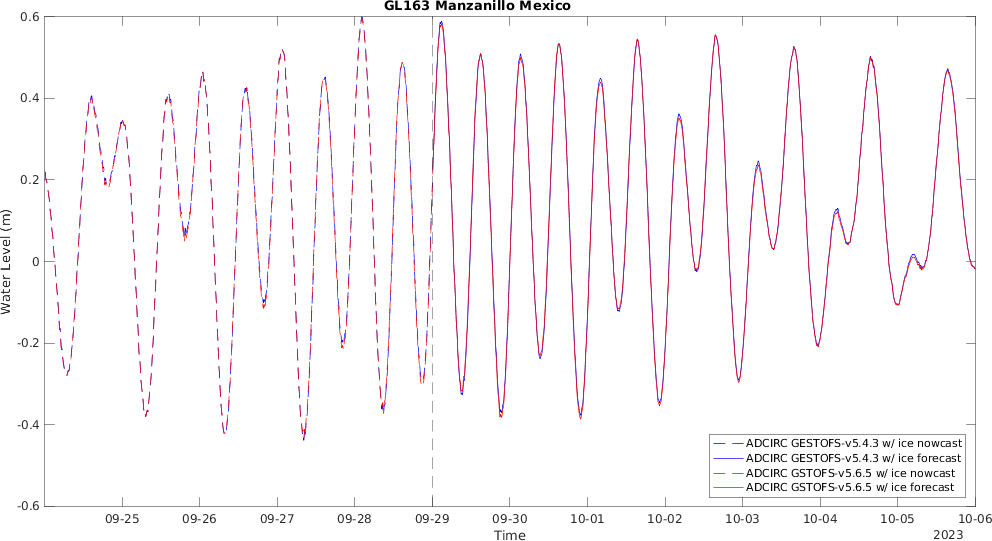 GL163 Manzanillo Mexico
0.6
0.4
0.2
0
-0.2
-0.4
-0.6
Water Level (m)
ADCIRC GESTOFS-v5.4.3 w/ ice nowcast
ADCIRC GESTOFS-v5.4.3 w/ ice forecast
ADCIRC GSTOFS-v5.6.5 w/ ice nowcast
ADCIRC GSTOFS-v5.6.5 w/ ice forecast
09-25 09-26 09-27 09-28 09-29 09-30 10-01 10-02 10-03 10-04 10-05 10-06
2023
Time